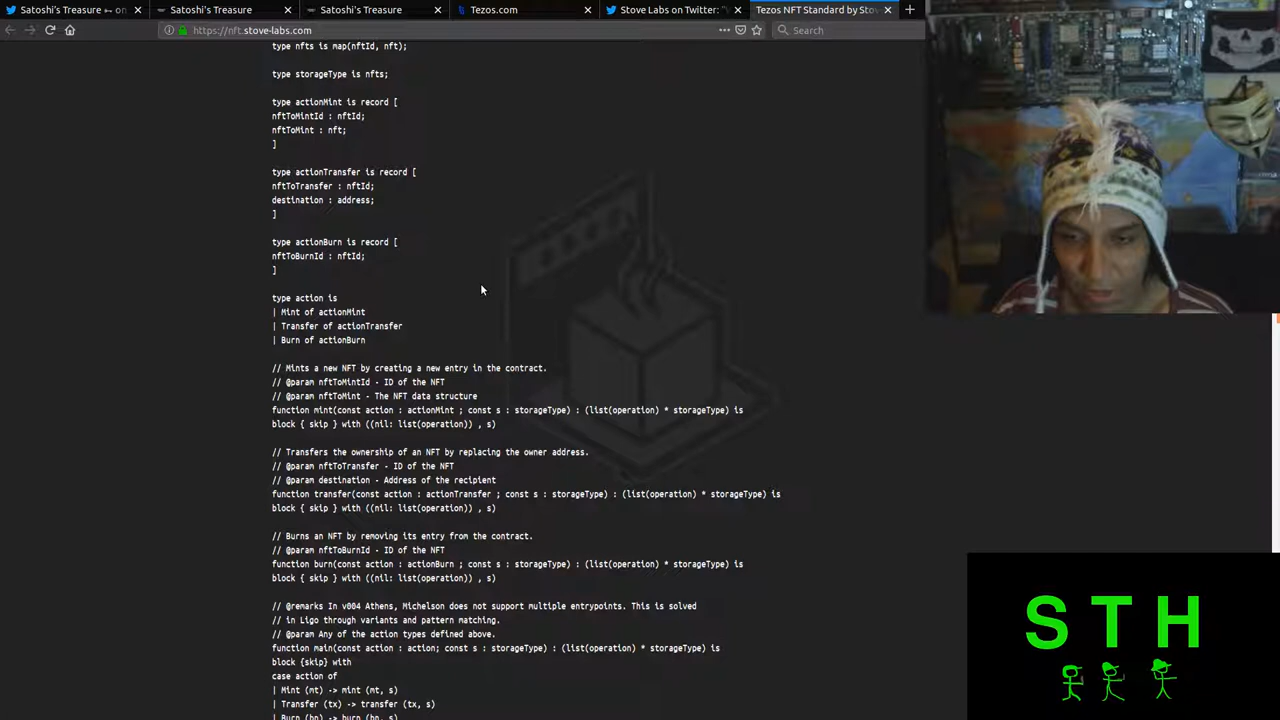 Satoshi's Treasure 🗝 on
Satoshi's Treasure
Satoshi's Treasure
Tezos.com
Stove Labs on Twitter: "
Tezos NFT Standard by Stov
https://nft.stove-labs.com
Search
type nfts is map(nftId, nft);
type storageType is nfts;
type actionMint is record [
nftToMintId : nftId;
nftToMint : nft;
]
type actionTransfer is record [
nftToTransfer : nftId;
destination : address;
]
type actionBurn is record [
nftToBurnId : nftId;
]
type action is
| Mint of actionMint
| Transfer of actionTransfer
| Burn of actionBurn
// Mints a new NFT by creating a new entry in the contract.
// @param nftToMintId - ID of the NFT
// @param nftToMint - The NFT data structure
function mint(const action : actionMint ; const s : storageType) : (list(operation) * storageType) is
block { skip } with ((nil: list(operation)) , s)
// Transfers the ownership of an NFT by replacing the owner address.
// @param nftToTransfer - ID of the NFT
// @param destination - Address of the recipient
function transfer(const action : actionTransfer ; const s : storageType) : (list(operation) * storageType) is
block { skip } with ((nil: list(operation)) , s)
// Burns an NFT by removing its entry from the contract.
// @param nftToBurnId - ID of the NFT
function burn(const action : actionBurn ; const s : storageType) : (list(operation) * storageType) is
block { skip } with ((nil: list(operation)) , s)
// @remarks In v004 Athens, Michelson does not support multiple entrypoints. This is solved
// in Ligo through variants and pattern matching.
// @param Any of the action types defined above.
function main(const action : action; const s : storageType) : (list(operation) * storageType) is
block {skip} with
case action of
| Mint (mt) -> mint (mt, s)
| Transfer (tx) -> transfer (tx, s)
| Burn (bn) -> burn (bn, s)
STH